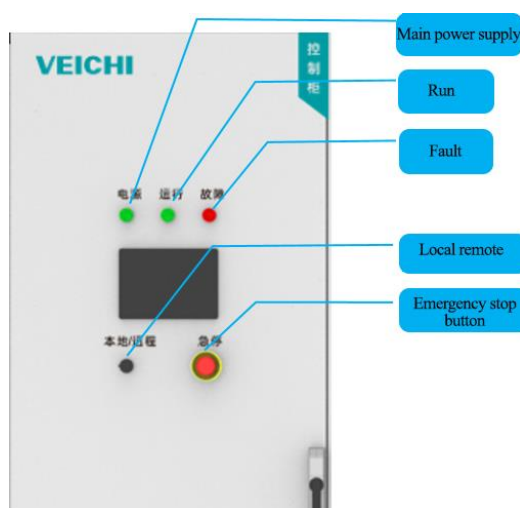 VEICHI
控
制
柜
Main power supply
Run
Fault
电源 运行 故障
Local remote
Emergency stop
button
本地/远程 急停